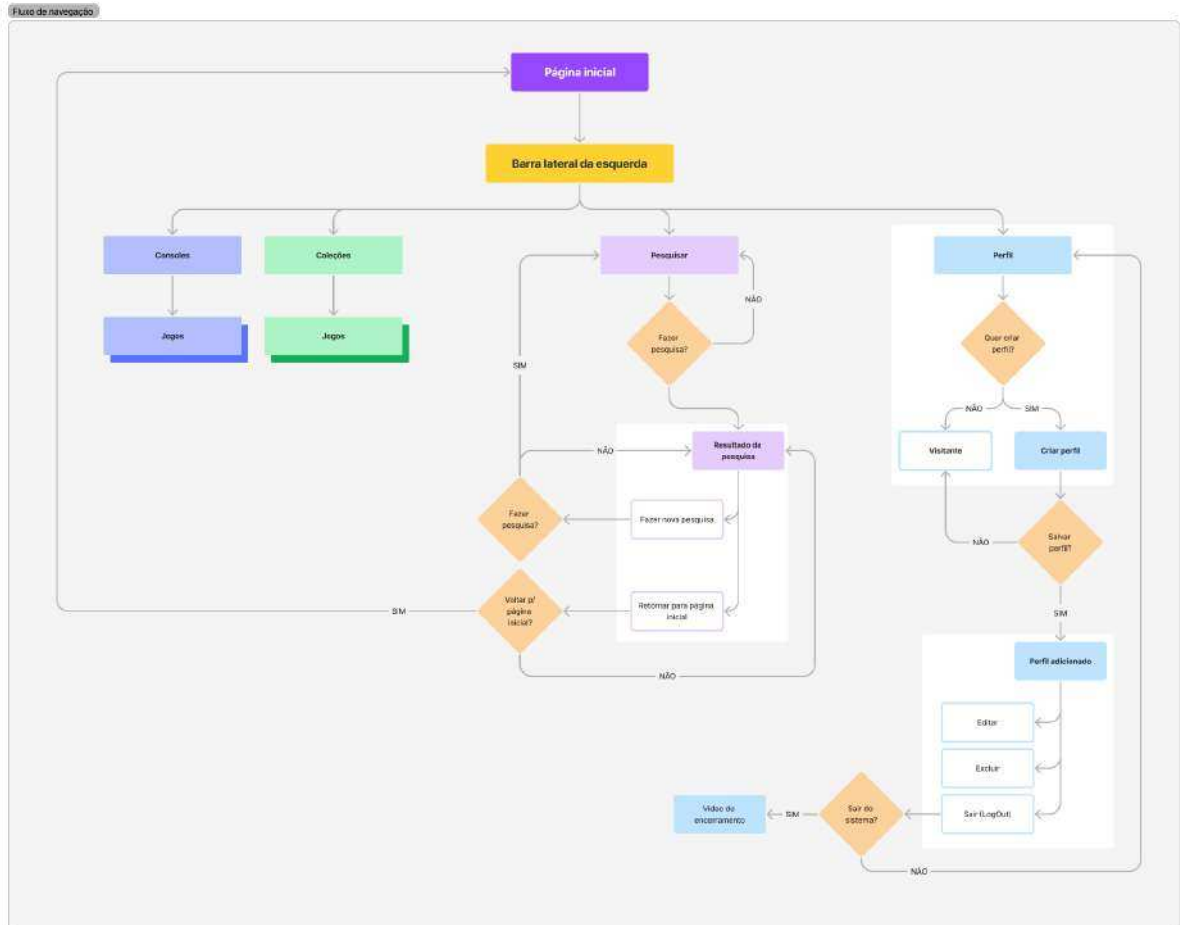 Fluxo de navegação
Página inicial
Barra lateral da esquerda
Consoles
Coleções
Pesquisar
Perfil
NÃO
Jogos
Jogos
Fazer
pesquisa?
Quer criar
perfil?
SIM
NÃO
SIM
Resultado da
pesquisa
Visitante
Criar perfil
NÃO
Fazer
pesquisa?
Fazer nova pesquisa
Salvar
perfil?
NÃO
Voltar p/
página
inicial?
Retornar para página
inicial
SIM
SIM
NÃO
Perfil adicionado
Editar
Excluir
Vídeo de
encerramento
SIM
Sair do
sistema?
Sair (LogOut)
NÃO